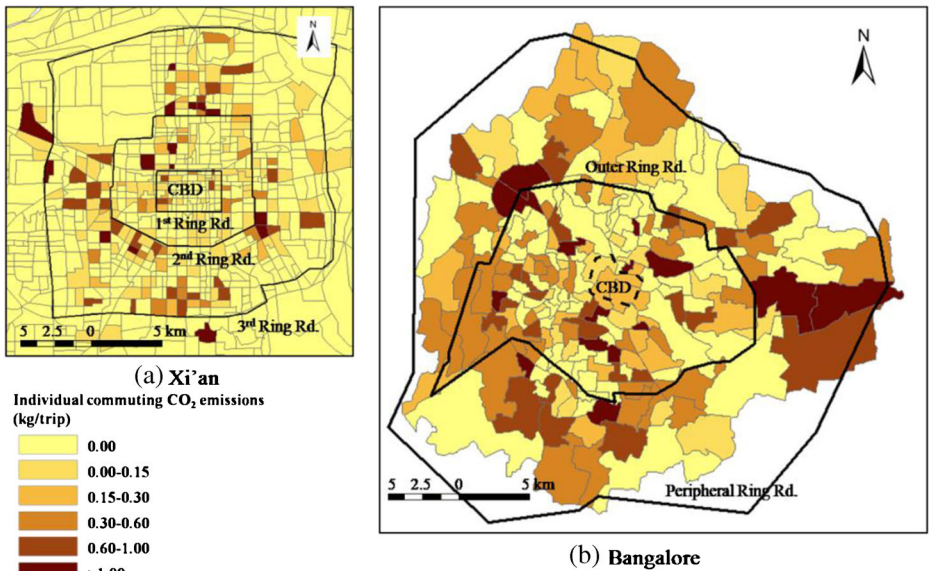 N
CBD
1st Ring Rd.
2nd Ring Rd.
3rd Ring Rd.
5 2.5 0 5 km
(a) Xi’an
N
Outer Ring Rd.
CBD
Peripheral Ring Rd.
5 2.5 0 5 km
(b) Bangalore
Individual commuting CO2 emissions
(kg/trip)
0.00
0.00-0.15
0.15-0.30
0.30-0.60
0.60-1.00